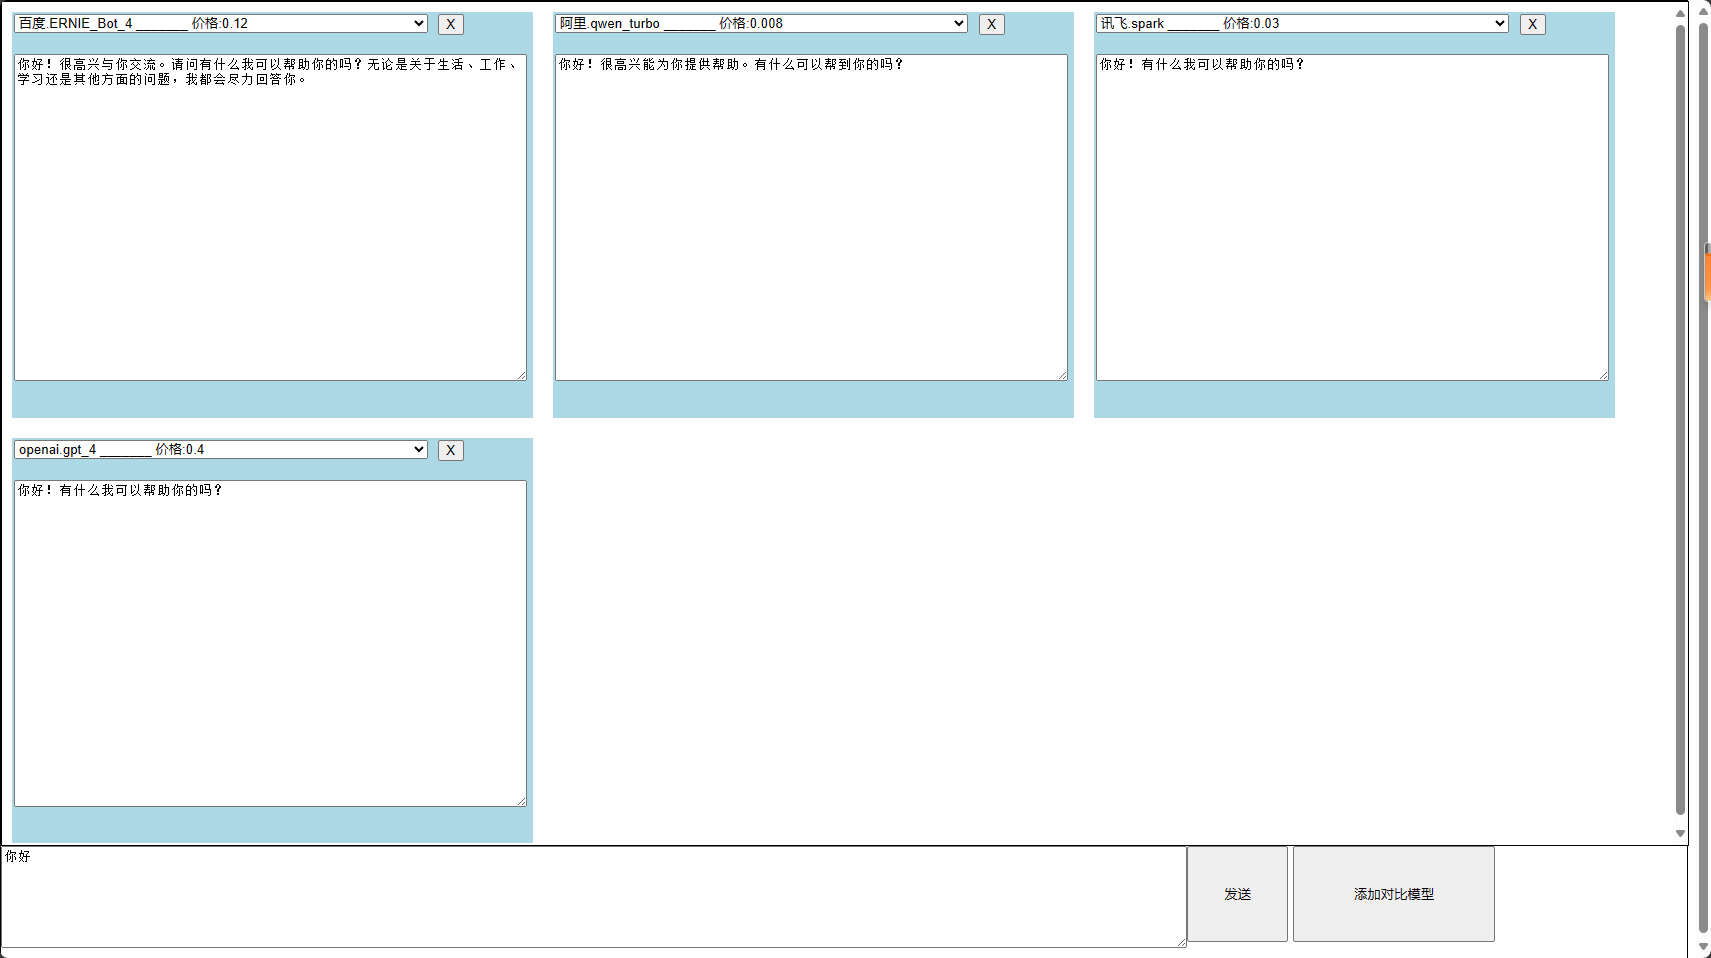 百度.ERNIE_Bot_4 _______ 价格:0.12
X
阿里.qwen_turbo _______ 价格:0.008
X
讯飞.spark _______ 价格:0.03
X
你好！很高兴与你交流。请问有什么我可以帮助你的吗？无论是关于生活、工作、
学习还是其他方面的问题，我都会尽力回答你。
你好！很高兴能为你提供帮助。有什么可以帮到你的吗？
你好！有什么我可以帮助你的吗？
openai.gpt_4 _______ 价格:0.4
X
你好！有什么我可以帮助你的吗？
你好
发送
添加对比模型